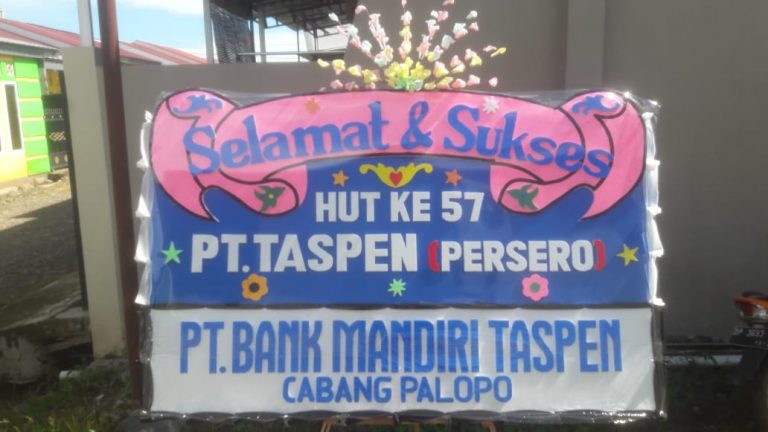 Selamat & Sukses
HUT KE 57
PT.TASPEN (PERSERO)
PT.BANK MANDIRI TASPEN
CABANG PALOPO